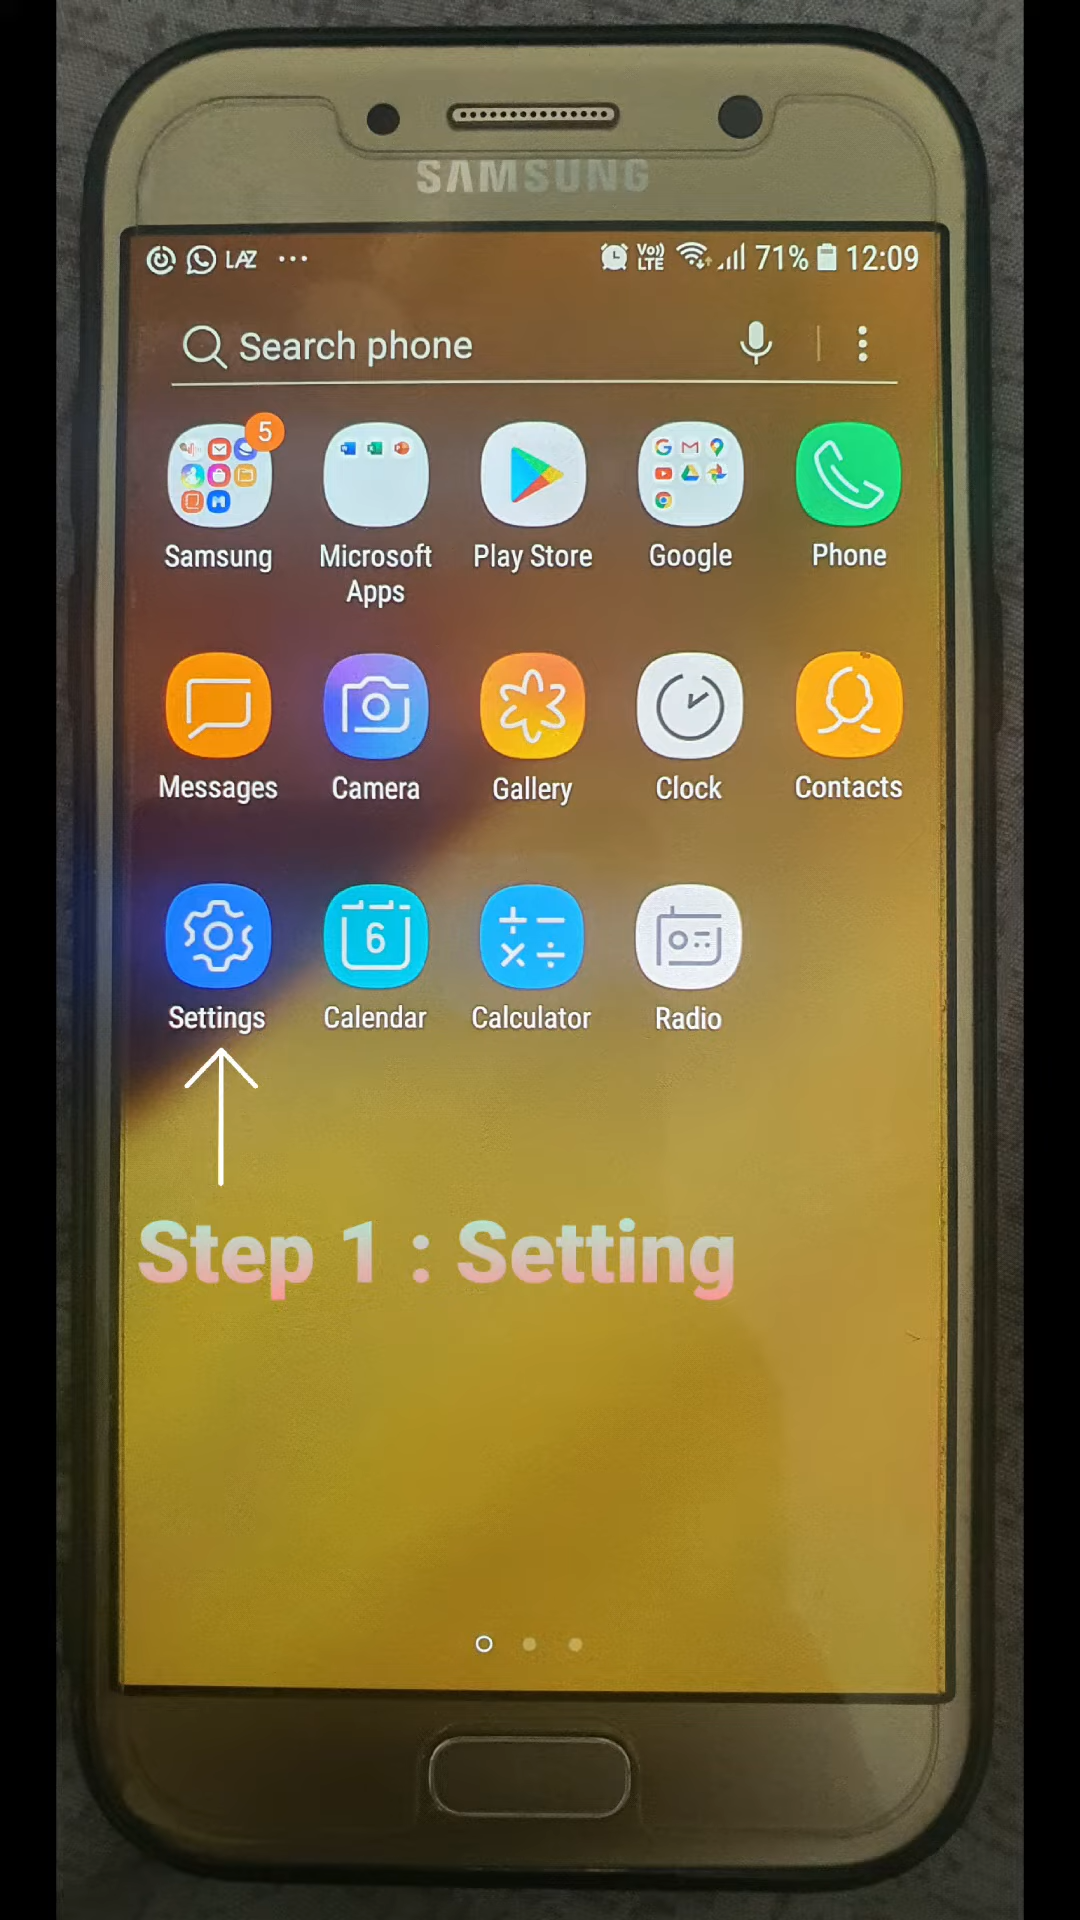 SAMSUNG
LAZ ... Vo)) LTE 71% 12:09
Search phone
5
Samsung Microsoft Apps Play Store Google Phone
Messages Camera Gallery Clock Contacts
6
Settings Calendar Calculator Radio
Step 1 : Setting